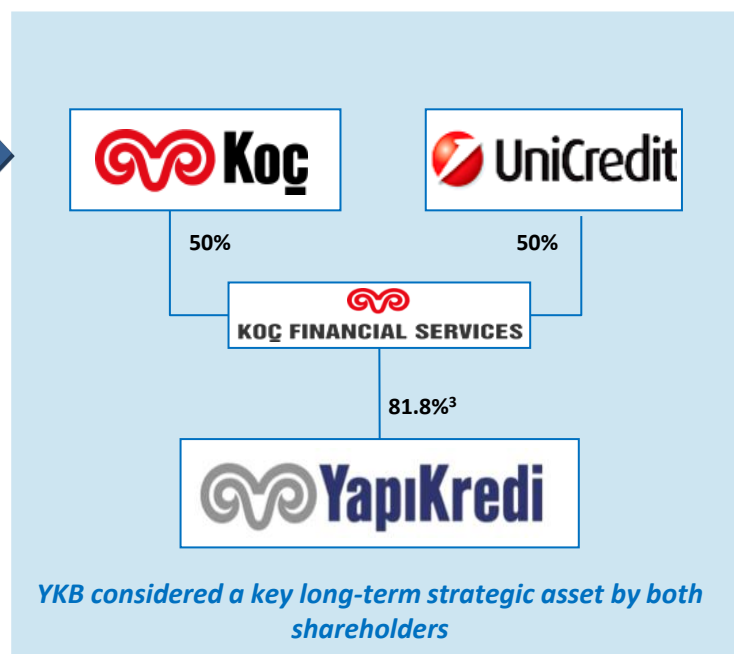 Koç
UniCredit
50%
50%
KOÇ FINANCIAL SERVICES
81.8%³
YapıKredi
YKB considered a key long-term strategic asset by both
shareholders